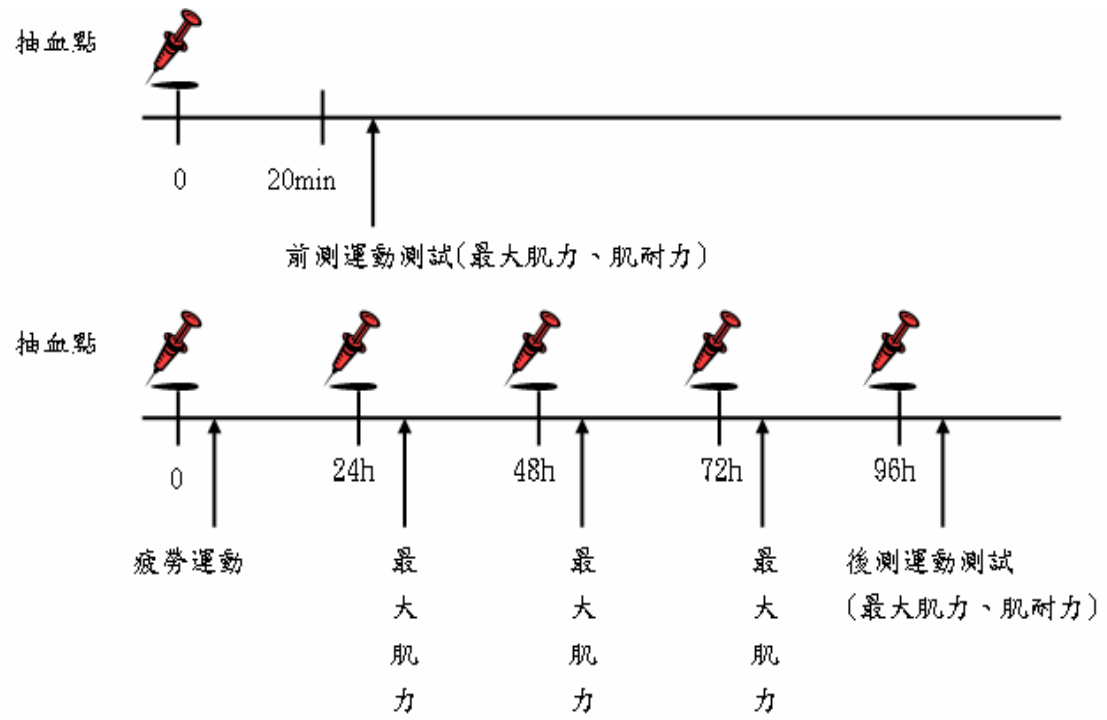 抽血點
0 20min
前測運動測試(最大肌力、肌耐力)
抽血點
0 24h 48h 72h 96h
疲勞運動
最大肌力
最大肌力
最大肌力
後測運動測試
(最大肌力、肌耐力)